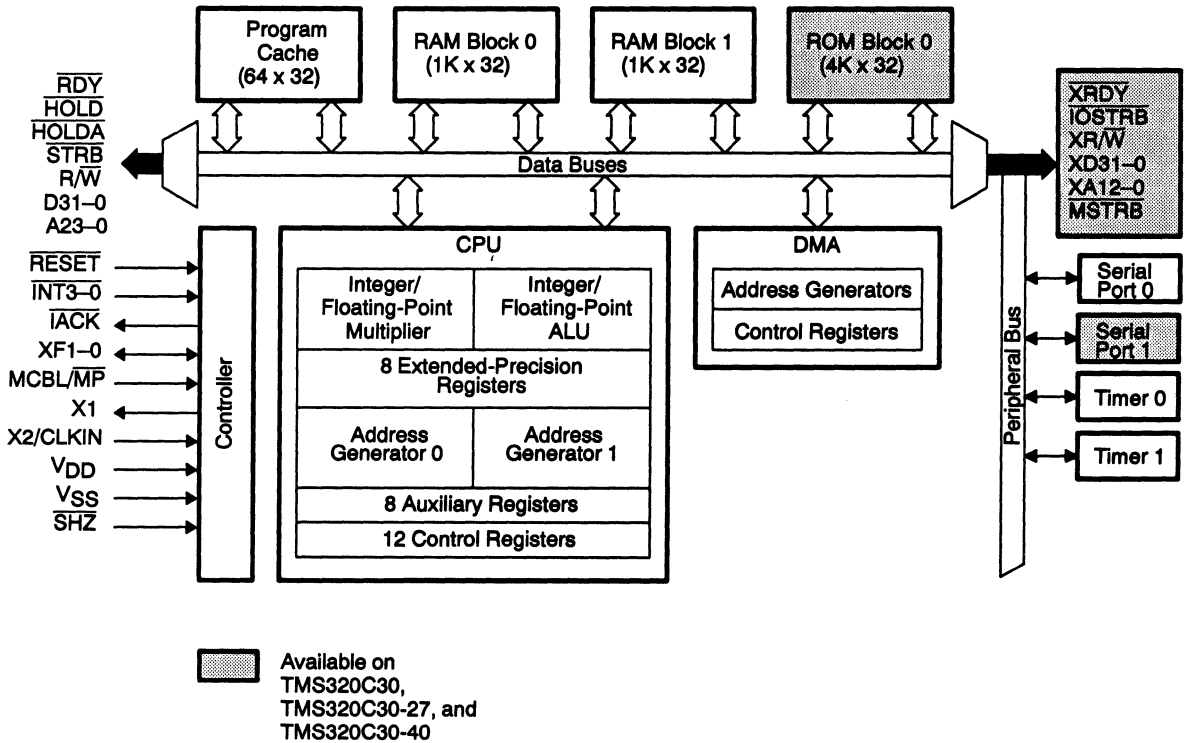 Program
Cache
(64 x 32)
RAM Block 0
(1K x 32)
RAM Block 1
(1K x 32)
ROM Block 0
(4K x 32)
RDY
HOLD
HOLDA
STRB
R/W
D31–0
A23–0
Data Buses
XRDY
IOSTRB
XR/W
XD31–0
XA12–0
MSTRB
RESET
INT3–0
IACK
XF1–0
MCBL/MP
X1
X2/CLKIN
VDD
VSS
SHZ
Controller
CPU
Integer/
Floating-Point
Multiplier
Integer/
Floating-Point
ALU
8 Extended-Precision
Registers
Address
Generator 0
Address
Generator 1
8 Auxiliary Registers
12 Control Registers
DMA
Address Generators
Control Registers
Peripheral Bus
Serial
Port 0
Serial
Port 1
Timer 0
Timer 1
Available on
TMS320C30,
TMS320C30-27, and
TMS320C30-40